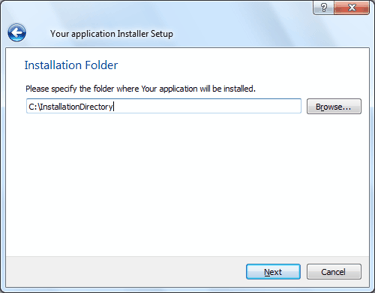 ?
Your application Installer Setup
Installation Folder
Please specify the folder where Your application will be installed.
C:\InstallationDirectory
Browse...
Next
Cancel